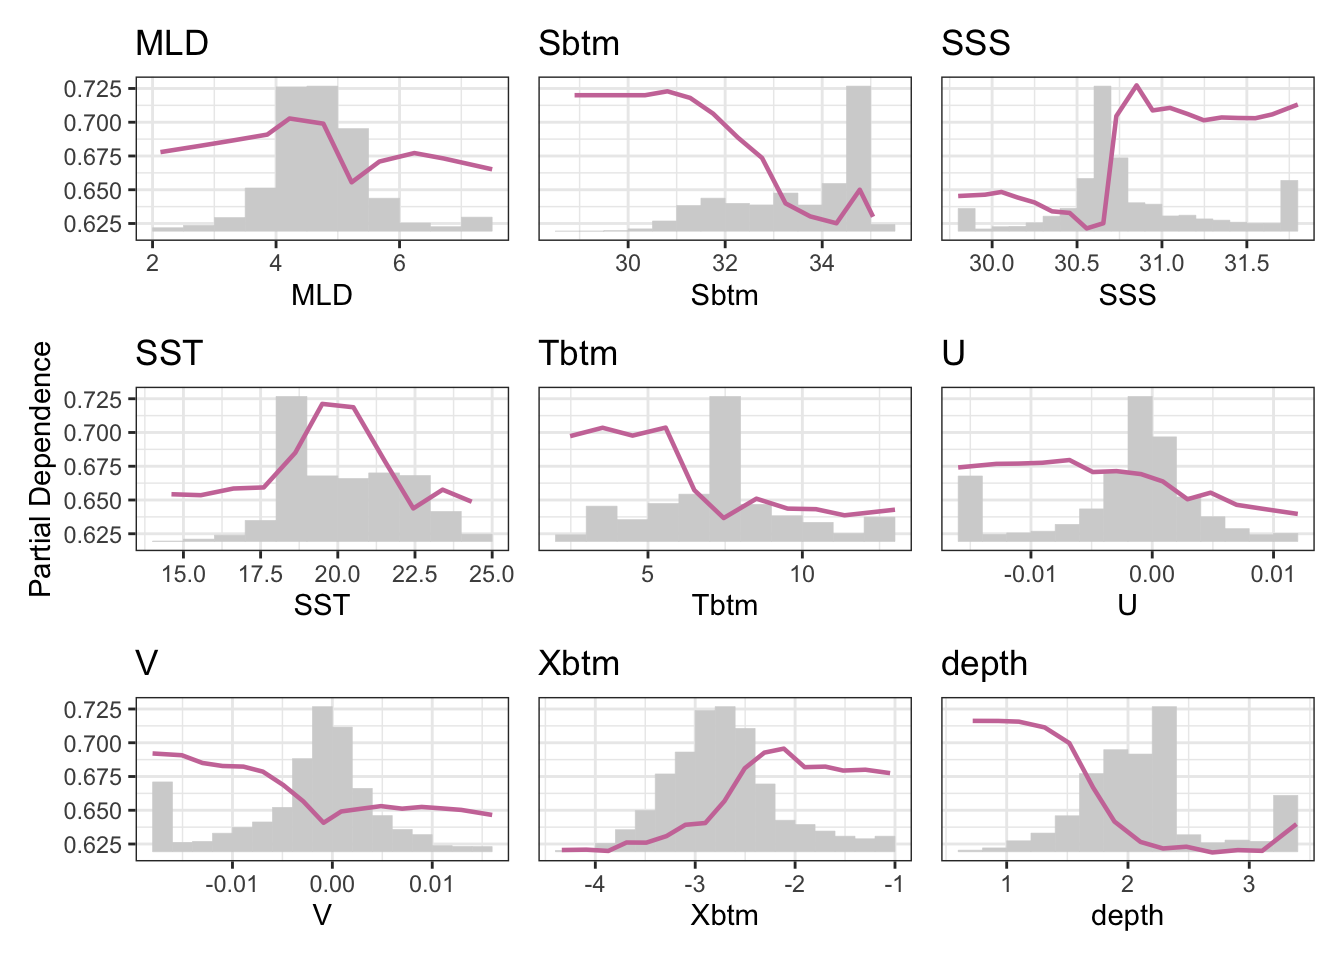 MLD Sbtm SSS
0.725
0.700
0.675
0.650
0.625
2 4 6 30 32 34 30.0 30.5 31.0 31.5
MLD Sbtm SSS
SST Tbtm U
Partial Dependence
0.725
0.700
0.675
0.650
0.625
15.0 17.5 20.0 22.5 25.0 5 10 -0.01 0.00 0.01
SST Tbtm U
V Xbtm depth
0.725
0.700
0.675
0.650
0.625
-0.01 0.00 0.01 -4 -3 -2 -1 1 2 3
V Xbtm depth